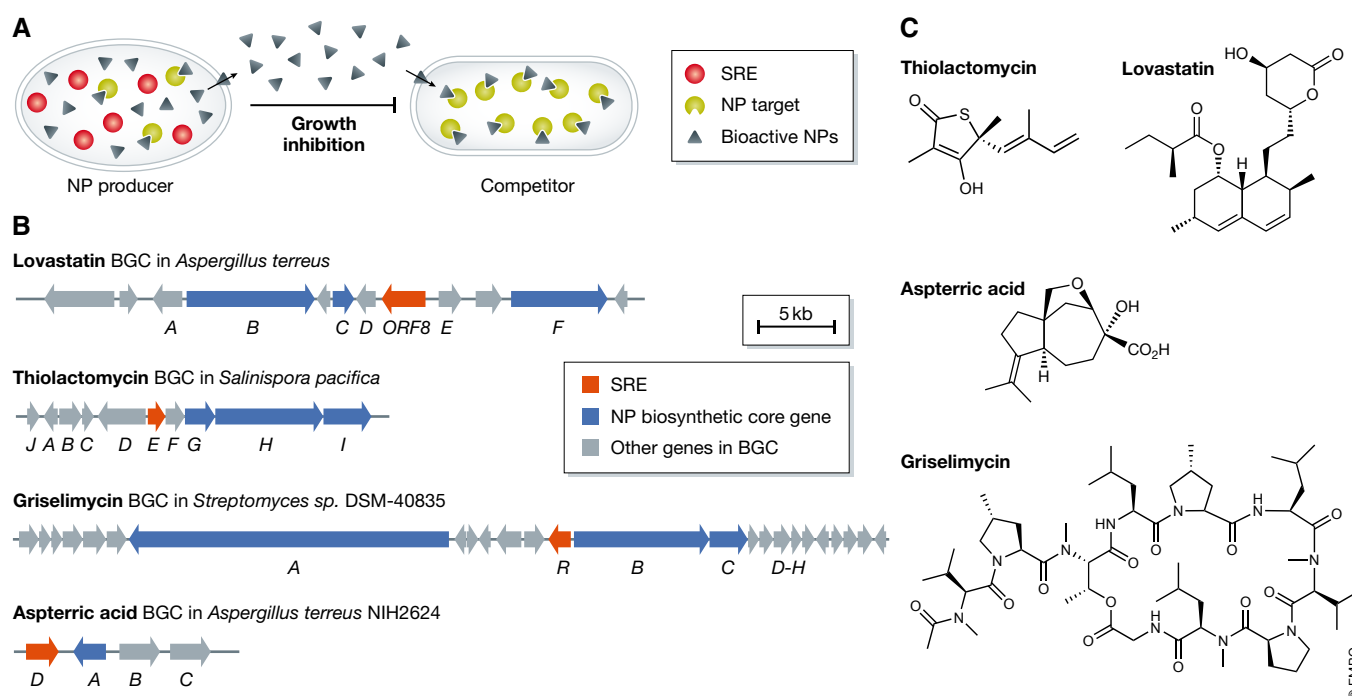 A
NP producer
Growth
inhibition
Competitor
SRE
NP target
Bioactive NPs
B
Lovastatin BGC in Aspergillus terreus
A B C D ORF8 E F
5 kb
Thiolactomycin BGC in Salinispora pacifica
J A B C D E F G H I
SRE
NP biosynthetic core gene
Other genes in BGC
Griselimycin BGC in Streptomyces sp. DSM-40835
A R B C D-H
Aspterric acid BGC in Aspergillus terreus NIH2624
D A B C
C
Thiolactomycin
O S
OH
Lovastatin
HO O
O
O
O
H
Aspterric acid
O
OH
CO2H
H
Griselimycin
O
N
O
N
O
N
O
HN
O
N
O
HN
O
N
O
N
O
N
O
HN
O
O
© EMBO